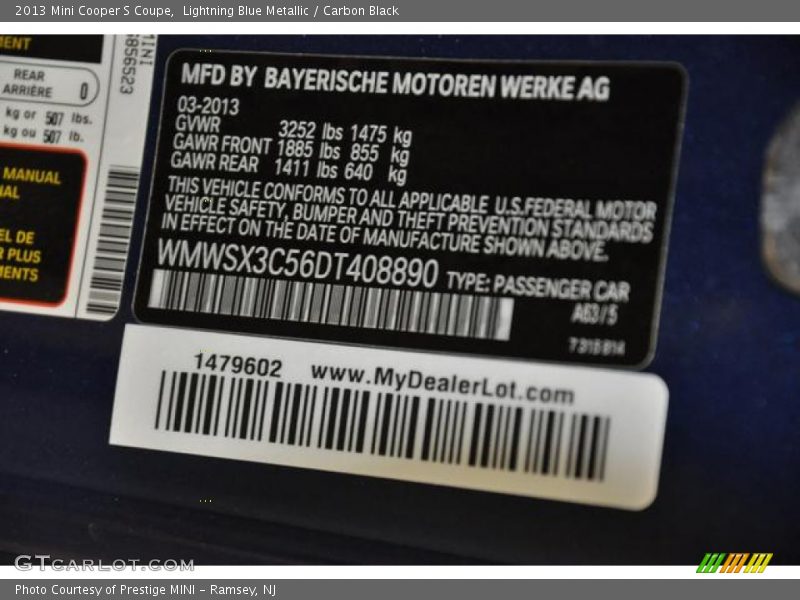 2013 Mini Cooper S Coupe,  Lightning Blue Metallic / Carbon Black
MENT
REAR
ARRIÈRE 0
kg or 507 lbs.
kg ou 507 lb.
MANUAL
EL DE
PLUS
MENTS
MINI
856523
MFD BY BAYERISCHE MOTOREN WERKE AG
03-2013
GVWR 3252 lbs 1475 kg
GAWR FRONT 1885 lbs 855 kg
GAWR REAR 1411 lbs 640 kg
THIS VEHICLE CONFORMS TO ALL APPLICABLE U.S.FEDERAL MOTOR
VEHICLE SAFETY, BUMPER AND THEFT PREVENTION STANDARDS
IN EFFECT ON THE DATE OF MANUFACTURE SHOWN ABOVE.
WMWSX3C56DT408890 TYPE: PASSENGER CAR
A63/5
1479602 www.MyDealerLot.com
GTCARLOT.COM
Photo Courtesy of Prestige MINI - Ramsey, NJ